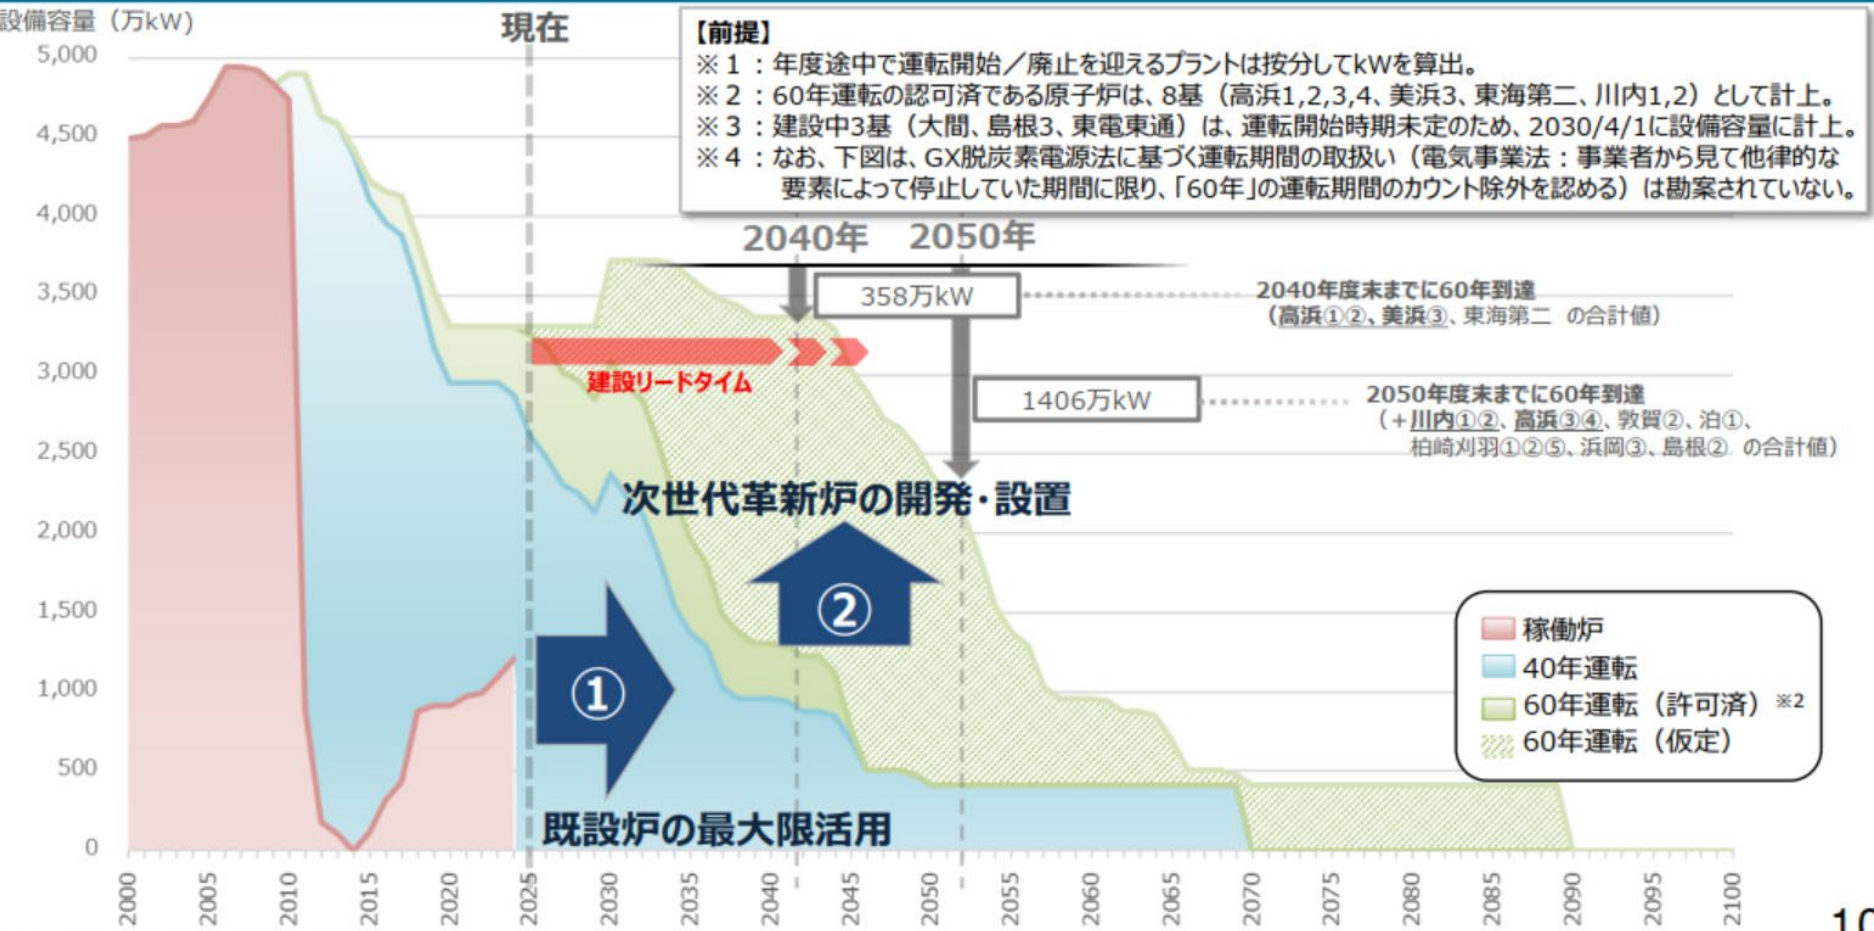 設備容量（万kW）
現在
【前提】
※１：年度途中で運転開始／廃止を迎えるプラントは按分してkWを算出。
※２：60年運転の認可済である原子炉は、8基（高浜1,2,3,4、美浜3、東海第二、川内1,2）として計上。
※３：建設中3基（大間、島根3、東電東通）は、運転開始時期未定のため、2030/4/1に設備容量に計上。
※４：なお、下図は、GX脱炭素電源法に基づく運転期間の取扱い（電気事業法：事業者から見て他律的な
要素によって停止していた期間に限り、「60年」の運転期間のカウント除外を認める）は勘案されていない。
5,000
4,500
4,000
3,500
3,000
2,500
2,000
1,500
1,000
500
0
2040年
2050年
358万kW
2040年度末までに60年到達
（高浜①②、美浜③、東海第二 の合計値）
建設リードタイム
1406万kW
2050年度末までに60年到達
（＋川内①②、高浜③④、敦賀②、泊①、
柏崎刈羽①②⑤、浜岡③、島根② の合計値）
次世代革新炉の開発・設置
②
①
既設炉の最大限活用
稼働炉
40年運転
60年運転（許可済）※2
60年運転（仮定）
2000
2005
2010
2015
2020
2025
2030
2035
2040
2045
2050
2055
2060
2065
2070
2075
2080
2085
2090
2095
2100
10